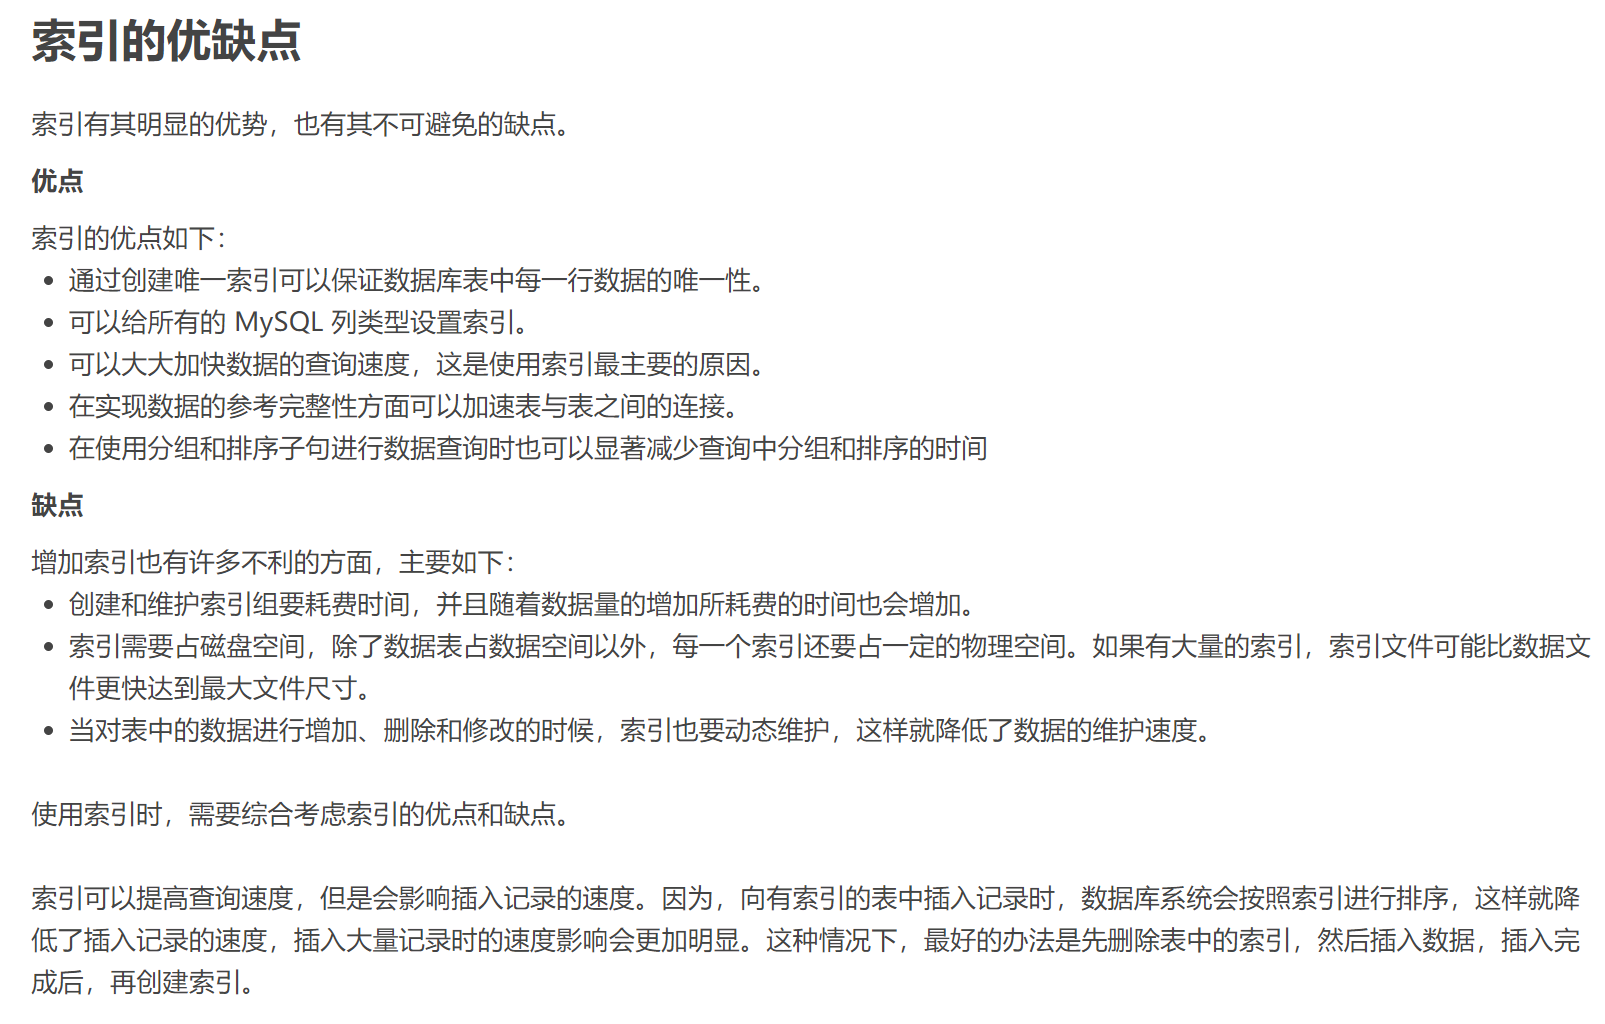 索引的优缺点
索引有其明显的优势，也有其不可避免的缺点。
优点
索引的优点如下：
• 通过创建唯一索引可以保证数据库表中每一行数据的唯一性。
• 可以给所有的 MySQL 列类型设置索引。
• 可以大大加快数据的查询速度，这是使用索引最主要的原因。
• 在实现数据的参考完整性方面可以加速表与表之间的连接。
• 在使用分组和排序子句进行数据查询时也可以显著减少查询中分组和排序的时间
缺点
增加索引也有许多不利的方面，主要如下：
• 创建和维护索引组要耗费时间，并且随着数据量的增加所耗费的时间也会增加。
• 索引需要占磁盘空间，除了数据表占数据空间以外，每一个索引还要占一定的物理空间。如果有大量的索引，索引文件可能比数据文
件更快达到最大文件尺寸。
• 当对表中的数据进行增加、删除和修改的时候，索引也要动态维护，这样就降低了数据的维护速度。
使用索引时，需要综合考虑索引的优点和缺点。
索引可以提高查询速度，但是会影响插入记录的速度。因为，向有索引的表中插入记录时，数据库系统会按照索引进行排序，这样就降
低了插入记录的速度，插入大量记录时的速度影响会更加明显。这种情况下，最好的办法是先删除表中的索引，然后插入数据，插入完
成后，再创建索引。